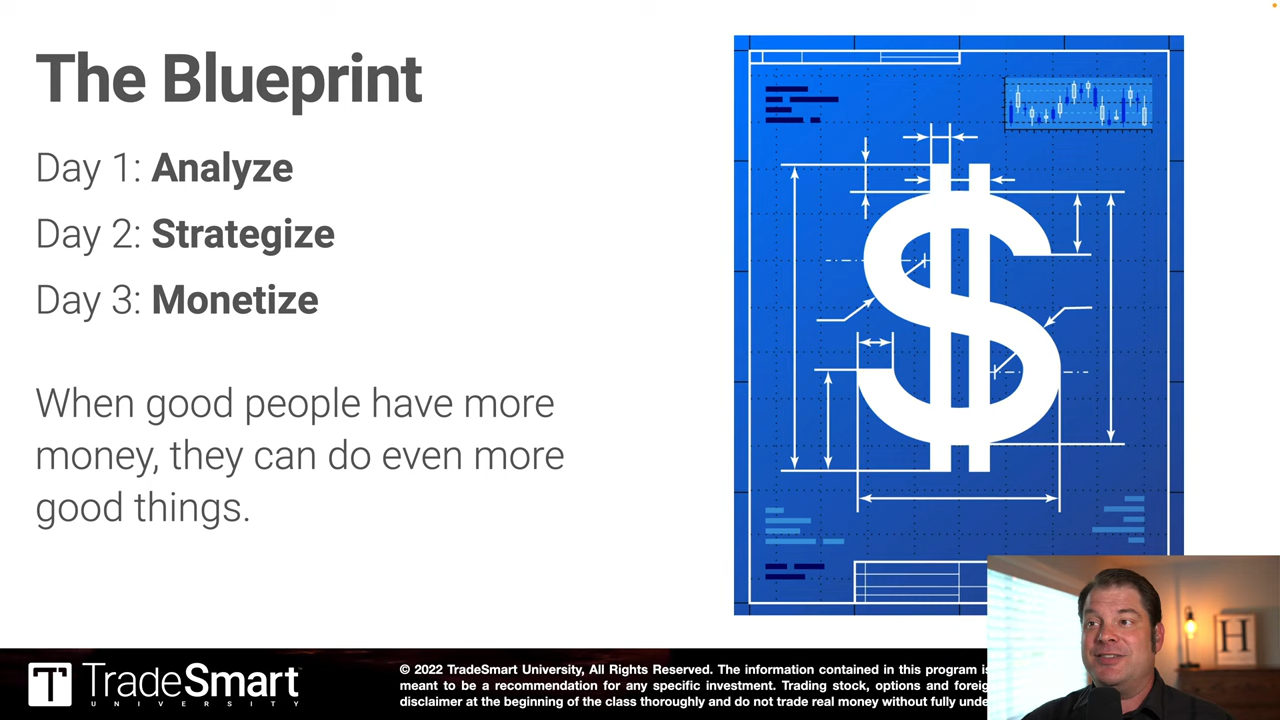 The Blueprint
Day 1: Analyze
Day 2: Strategize
Day 3: Monetize
When good people have more
money, they can do even more
good things.
H
TradeSmart
UNIVERSITY
© 2022 TradeSmart University, All Rights Reserved. The information contained in this program is
meant to be a recommendation for any specific investment. Trading stock, options and
disclaimer at the beginning of the class thoroughly and do not trade real money without fully